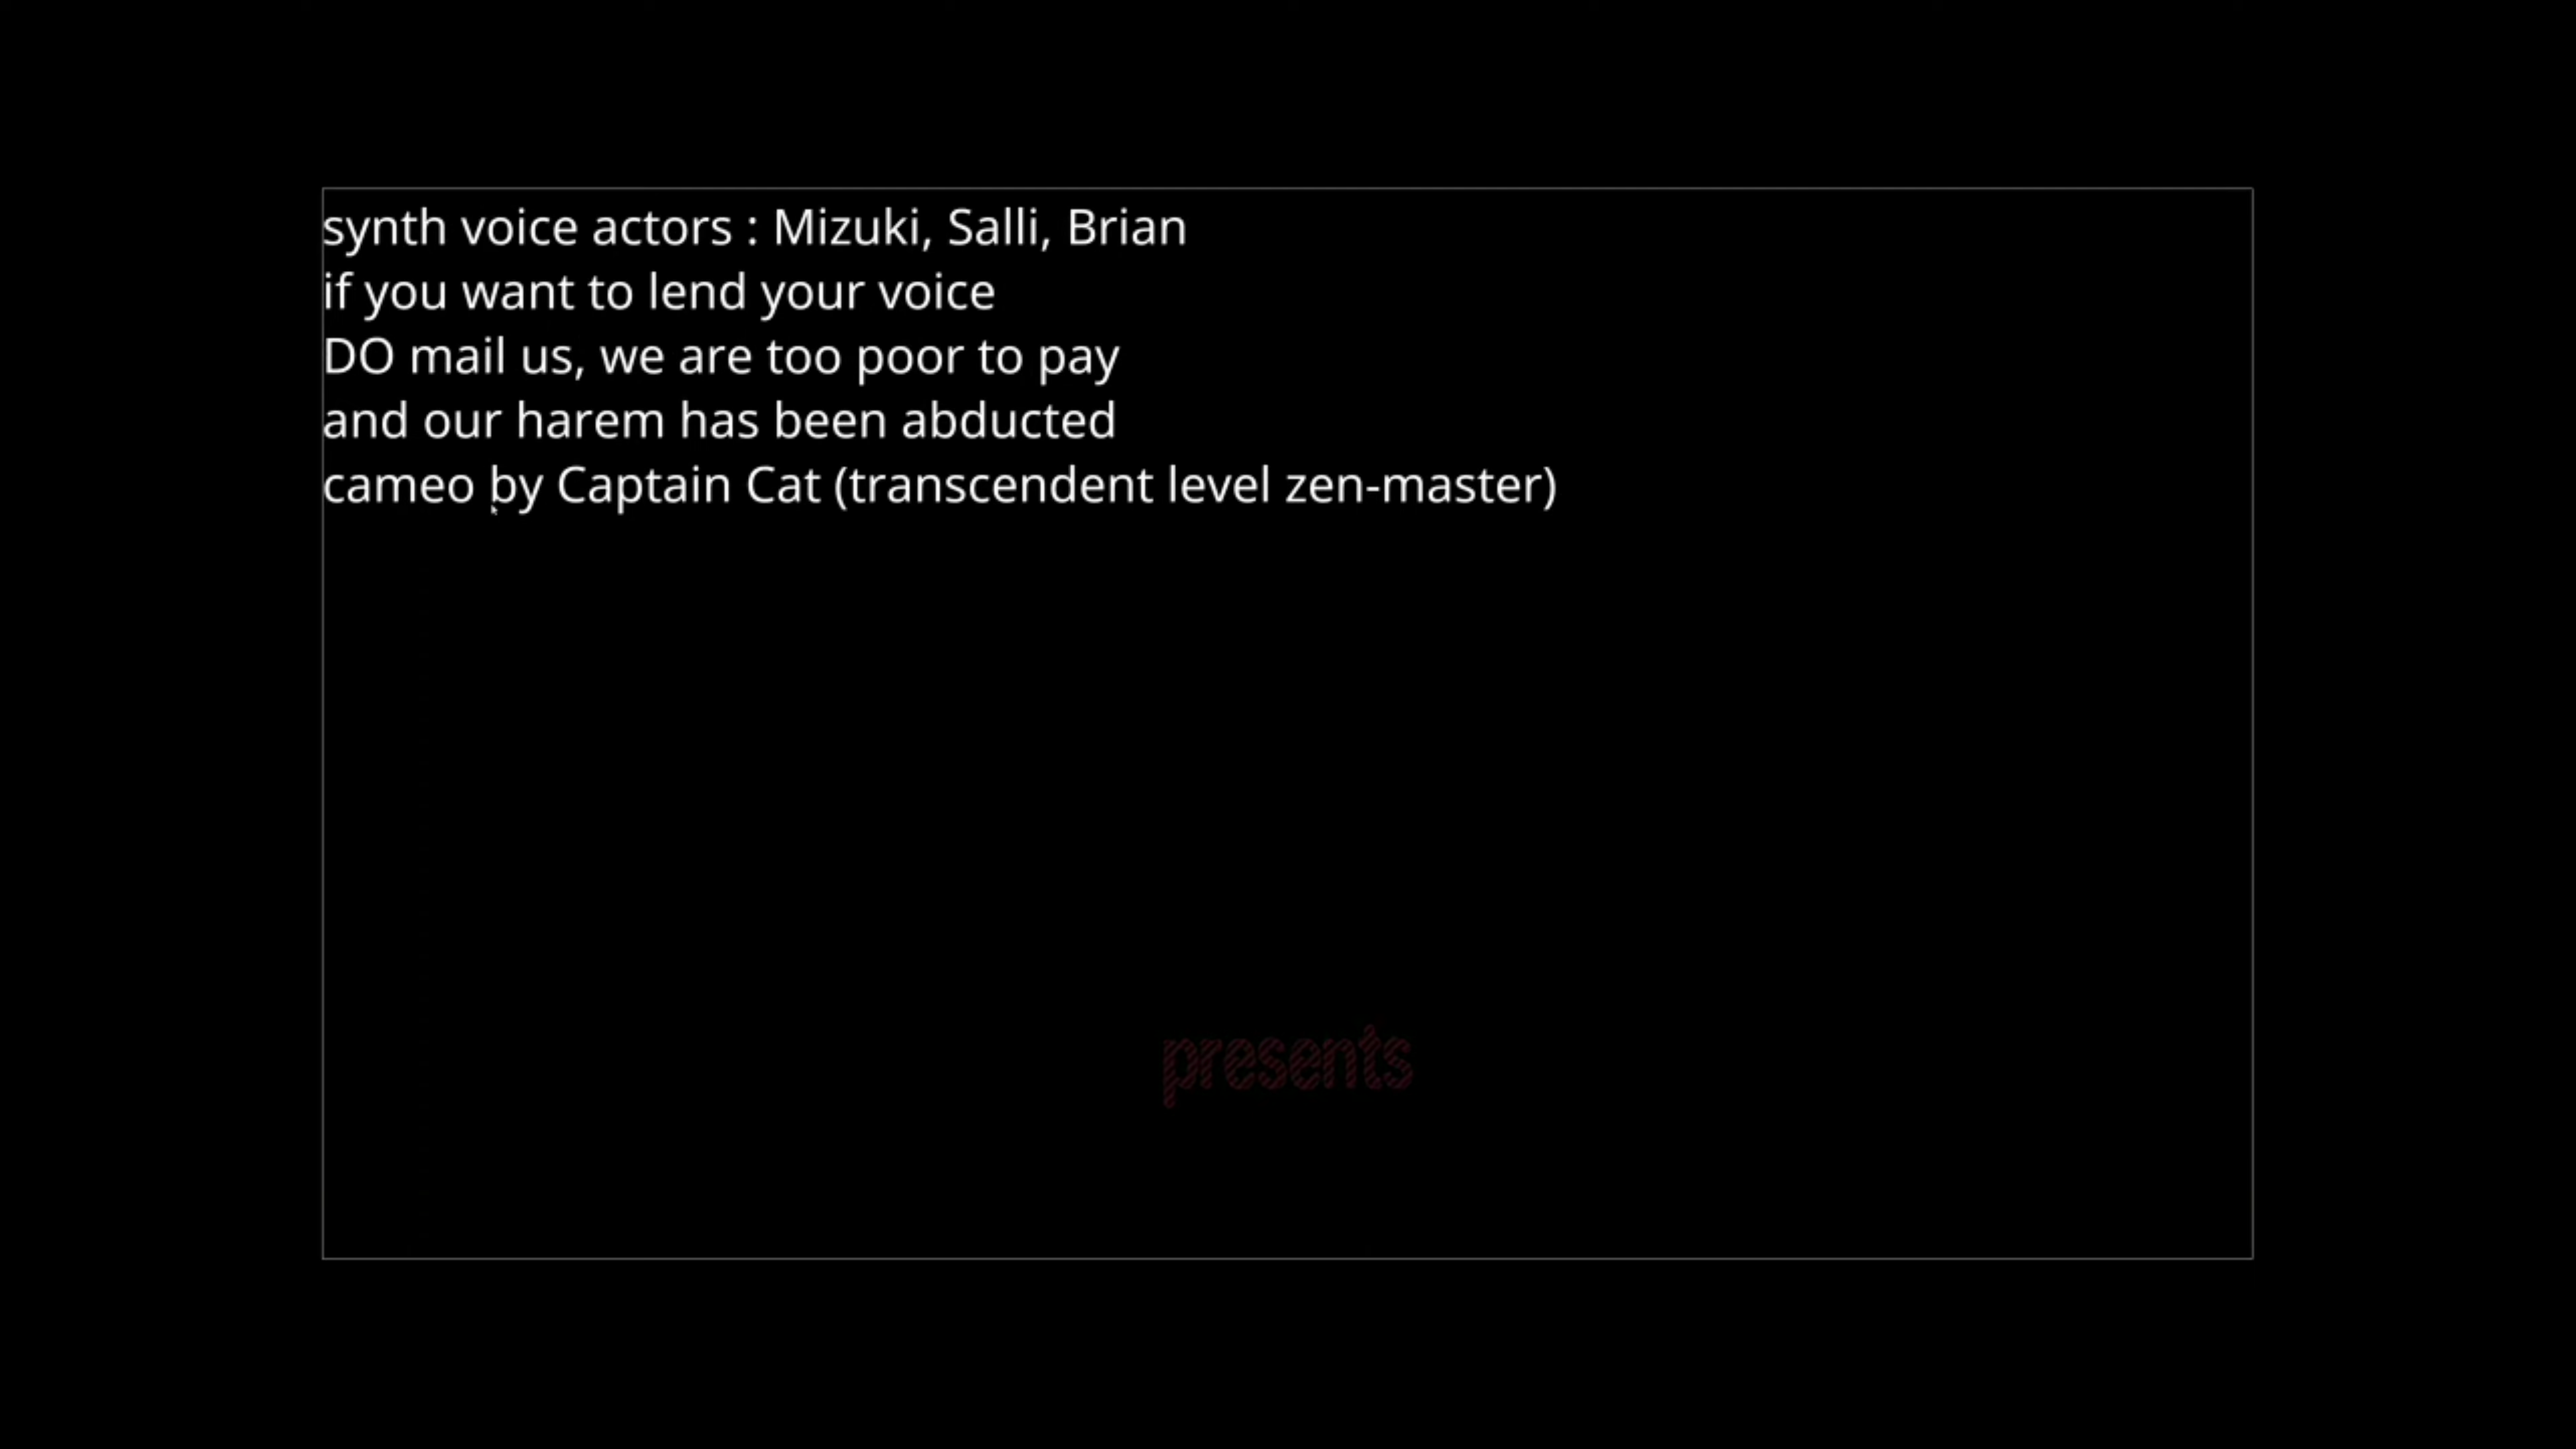 synth voice actors : Mizuki, Salli, Brian
if you want to lend your voice
DO mail us, we are too poor to pay
and our harem has been abducted
cameo by Captain Cat (transcendent level zen-master)
presents